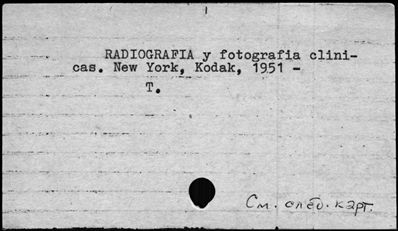 RADIOGRAFIA y fotografia clini-
cas. New York, Kodak, 1951 -
T.
См. след. карт.